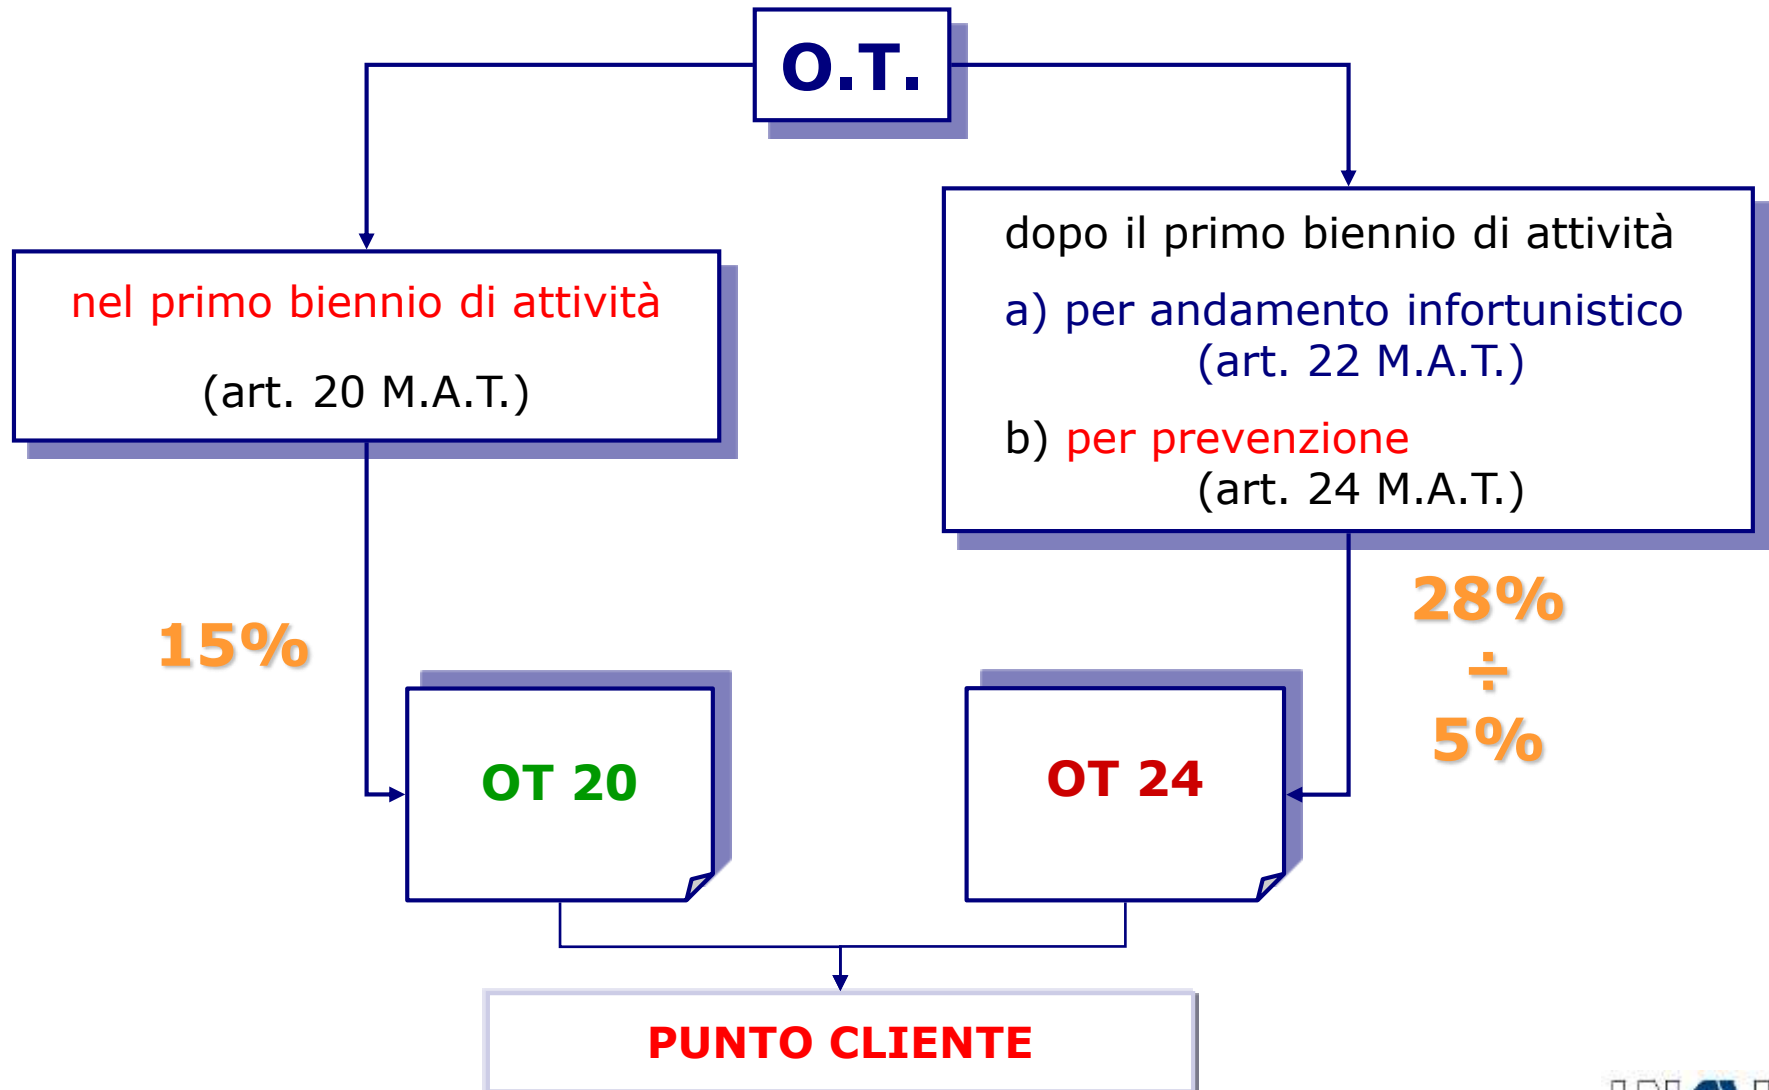 O.T.
nel primo biennio di attività
(art. 20 M.A.T.)
dopo il primo biennio di attività
a) per andamento infortunistico
(art. 22 M.A.T.)
b) per prevenzione
(art. 24 M.A.T.)
15%
28%
÷
5%
OT 20
OT 24
PUNTO CLIENTE